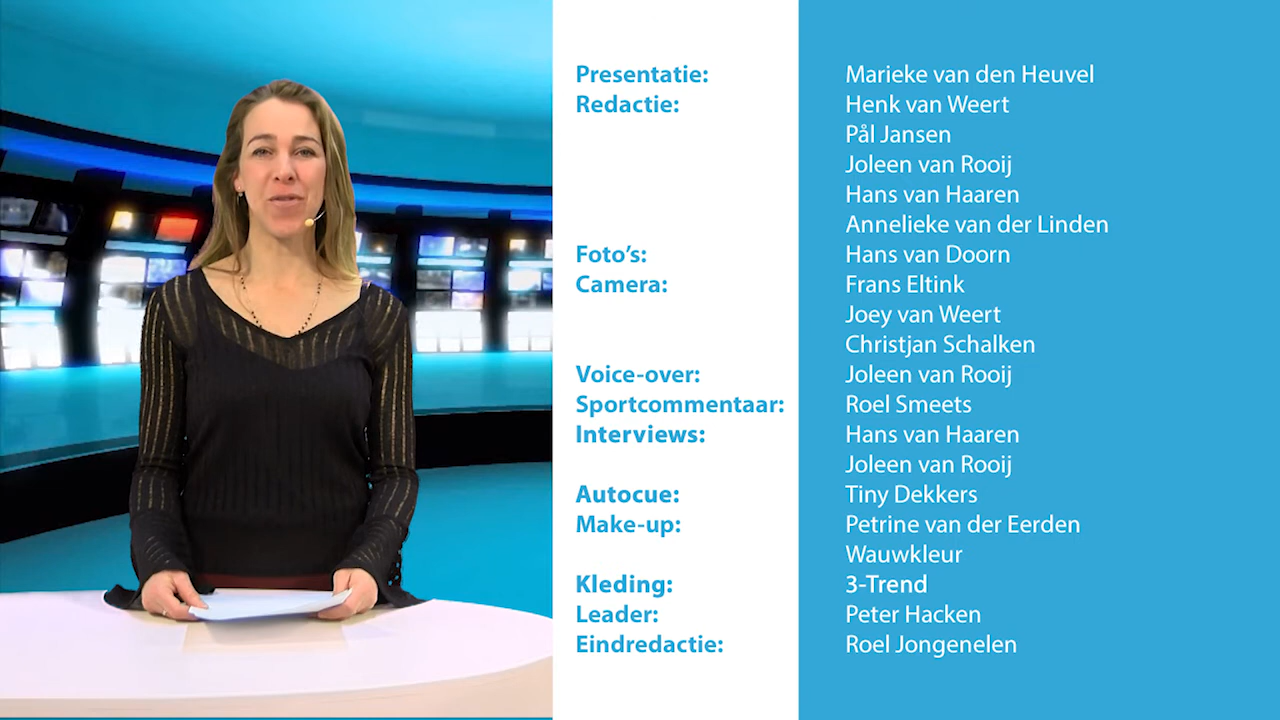 Presentatie: Marieke van den Heuvel
Redactie: Henk van Weert
Pål Jansen
Joleen van Rooij
Hans van Haaren
Annelieke van der Linden
Foto's: Hans van Doorn
Camera: Frans Eltink
Joey van Weert
Christjan Schalken
Voice-over: Joleen van Rooij
Sportcommentaar: Roel Smeets
Interviews: Hans van Haaren
Joleen van Rooij
Autocue: Tiny Dekkers
Make-up: Petrine van der Eerden
Wauwkleur
Kleding: 3-Trend
Leader: Peter Hacken
Eindredactie: Roel Jongenelen